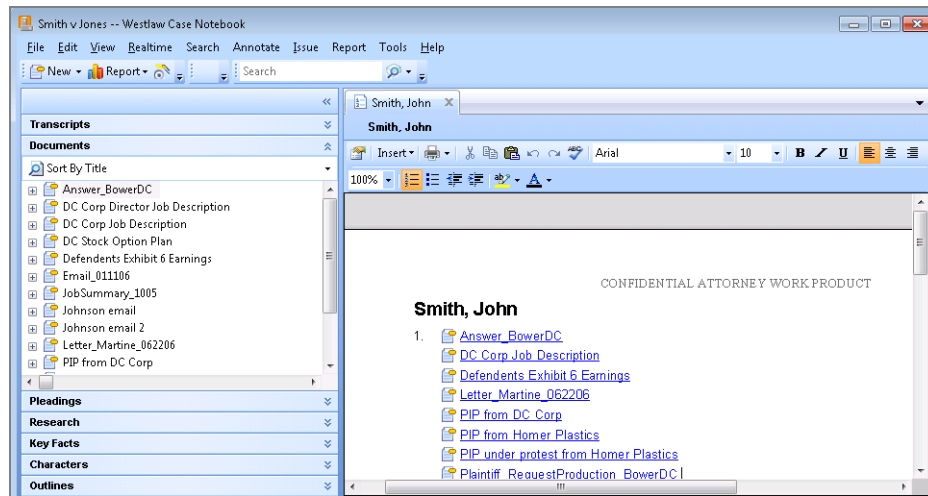 Smith v Jones -- Westlaw Case Notebook
File Edit View Realtime Search Annotate Issue Report Tools Help
New Report Search
Smith, John X
Transcripts
Smith, John
Documents
Insert Arial 10 B I U
Sort By Title
100%
Answer_BowerDC
DC Corp Director Job Description
DC Corp Job Description
DC Stock Option Plan
Defendents Exhibit 6 Earnings
Email_011106
JobSummary_1005
Johnson email
Johnson email 2
Letter_Martine_062206
PIP from DC Corp
Pleadings
Research
Key Facts
Characters
Outlines
CONFIDENTIAL ATTORNEY WORK PRODUCT
Smith, John
1. Answer_BowerDC
DC Corp Job Description
Defendents Exhibit 6 Earnings
Letter_Martine_062206
PIP from DC Corp
PIP from Homer Plastics
PIP under protest from Homer Plastics
Plaintiff_RequestProduction_BowerDC